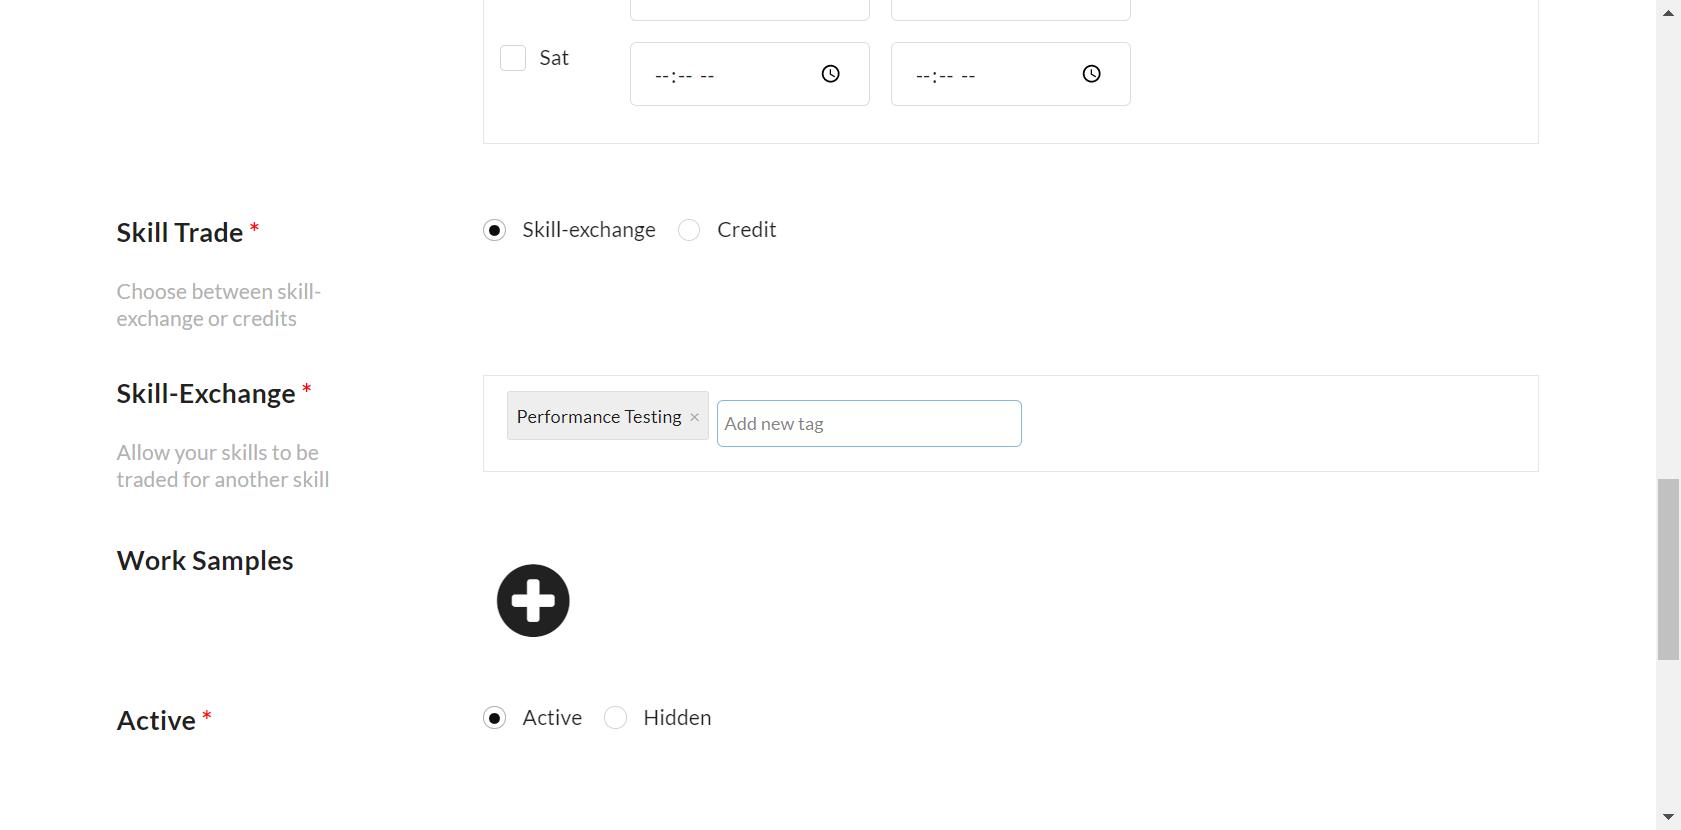 Sat --:-- -- --:-- --
Skill Trade * Skill-exchange Credit
Choose between skill-
exchange or credits
Skill-Exchange * Performance Testing × Add new tag
Allow your skills to be
traded for another skill
Work Samples
Active * Active Hidden